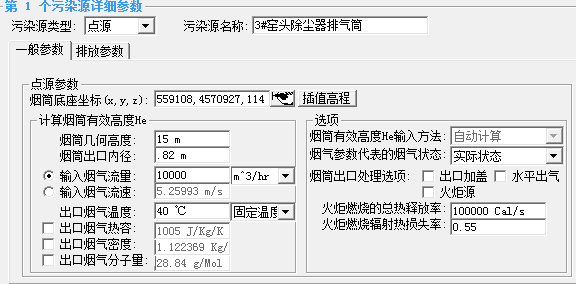 第 1 个污染源详细参数
污染源类型: 点源 污染源名称: 3#窑头除尘器排气筒
一般参数 排放参数
点源参数
烟筒底座坐标(x,y,z): 559108,4570927,114 插值高程
计算烟筒有效高度He
烟筒几何高度: 15 m
烟筒出口内径: .82 m
输入烟气流量: 10000 m^3/hr
输入烟气流速: 5.25993 m/s
出口烟气温度: 40 ℃ 固定温度
出口烟气热容: 1005 J/Kg/K
出口烟气密度: 1.122369 Kg/
出口烟气分子量: 28.84 g/Mol
选项
烟筒有效高度He输入方法: 自动计算
烟气参数代表的烟气状态: 实际状态
烟筒出口处理选项: 出口加盖 水平出气
火炬源
火炬燃烧的总热释放率: 100000 Cal/s
火炬燃烧辐射热损失率: 0.55